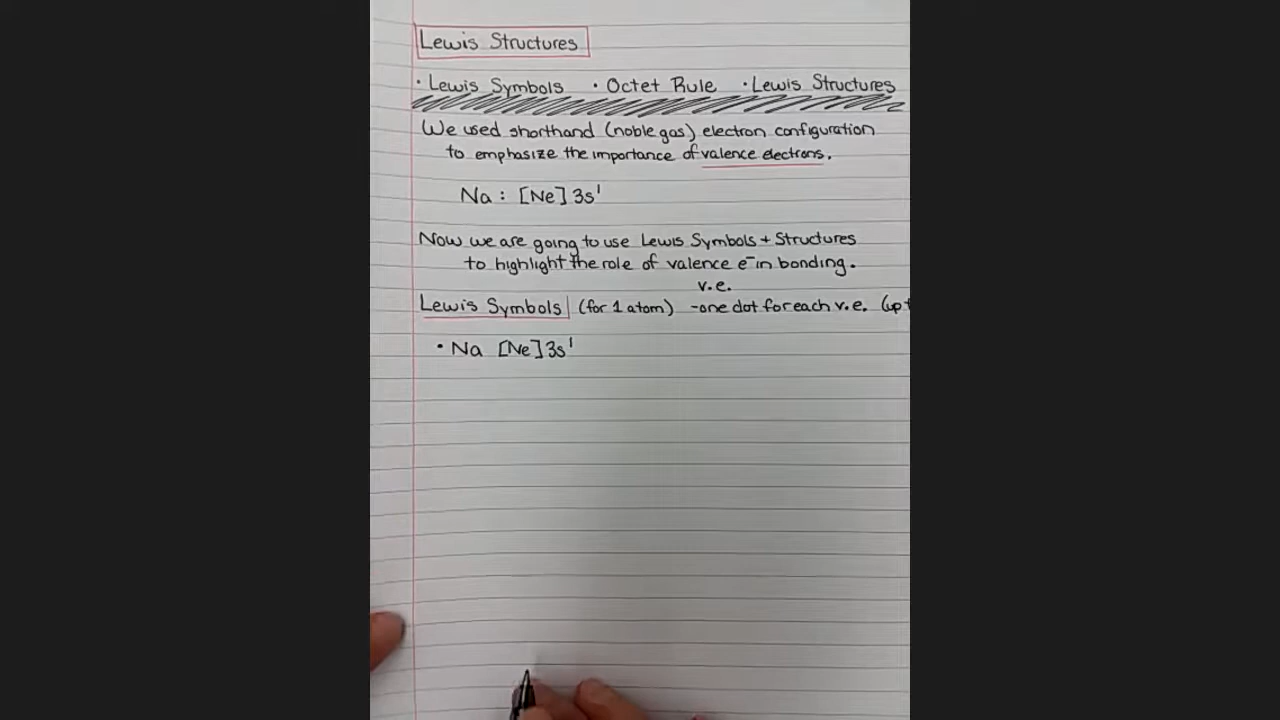 Lewis Structures
· Lewis Symbols · Octet Rule · Lewis Structures
We used shorthand (noble gas) electron configuration
to emphasize the importance of valence electrons.
Na : [Ne] 3s¹
Now we are going to use Lewis Symbols + Structures
to highlight the role of valence e⁻ in bonding.
v.e.
Lewis Symbols (for 1 atom) - one dot for each v.e. (up
· Na [Ne] 3s¹